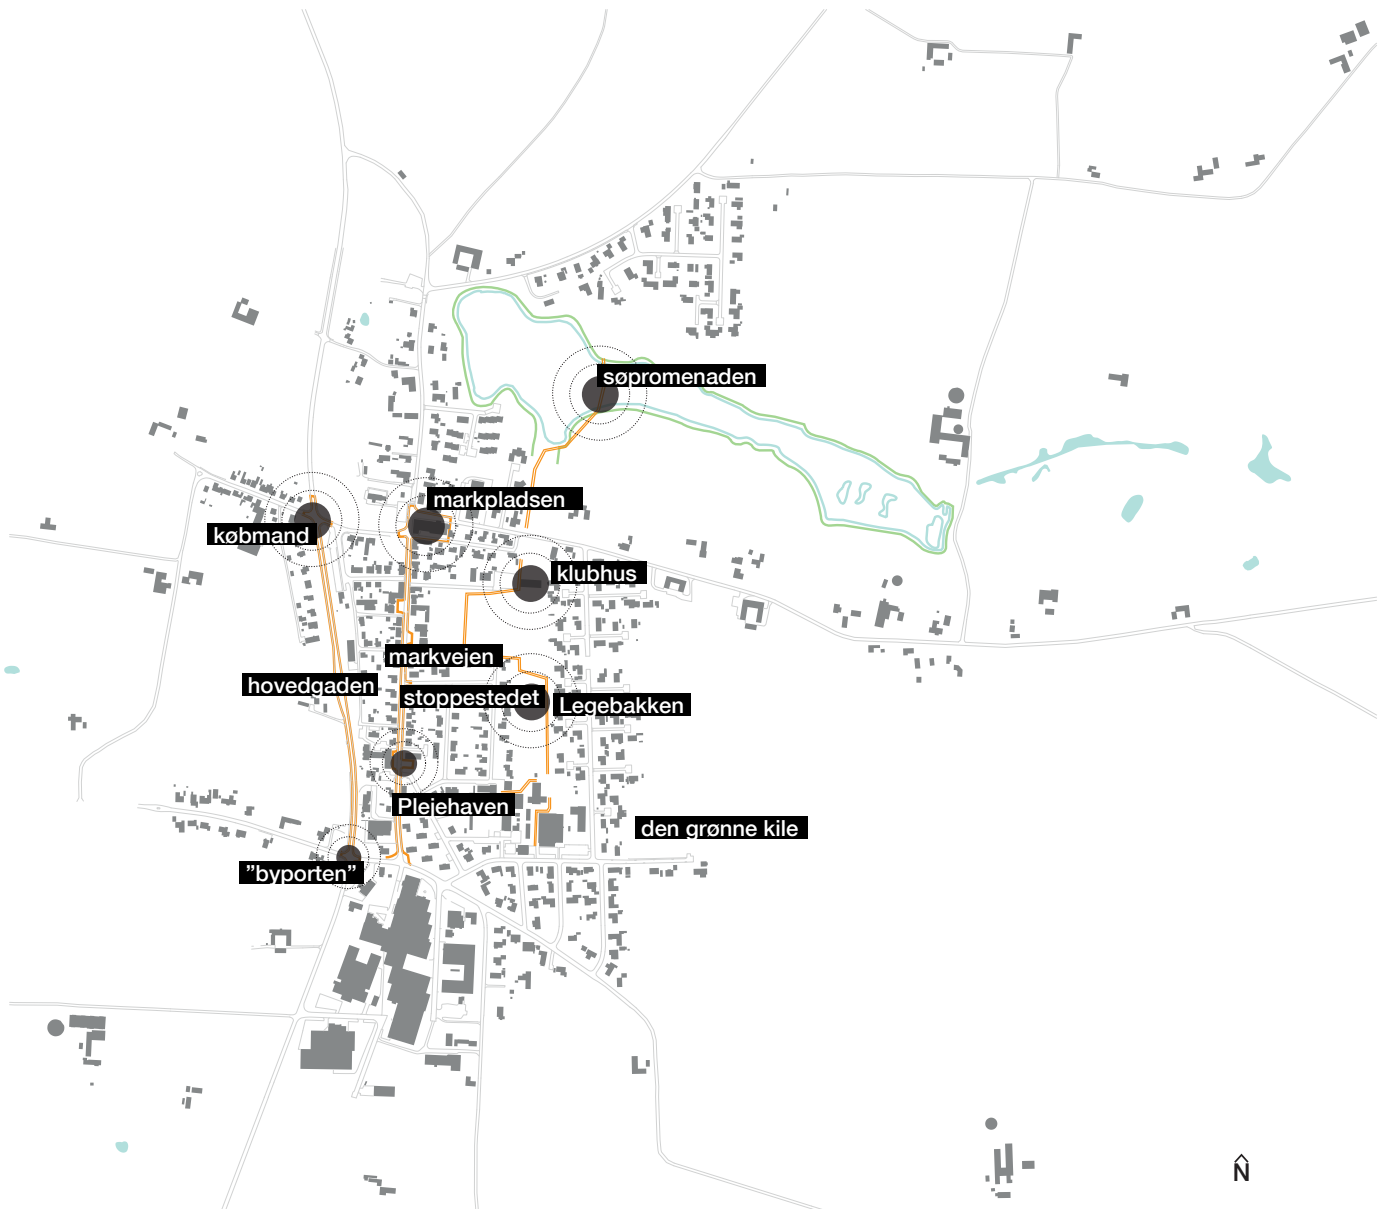 søpromenaden
markpladsen
købmand
klubhus
markvejen
hovedgaden
stoppestedet
Legebakken
Plejehaven
den grønne kile
”byporten”
N